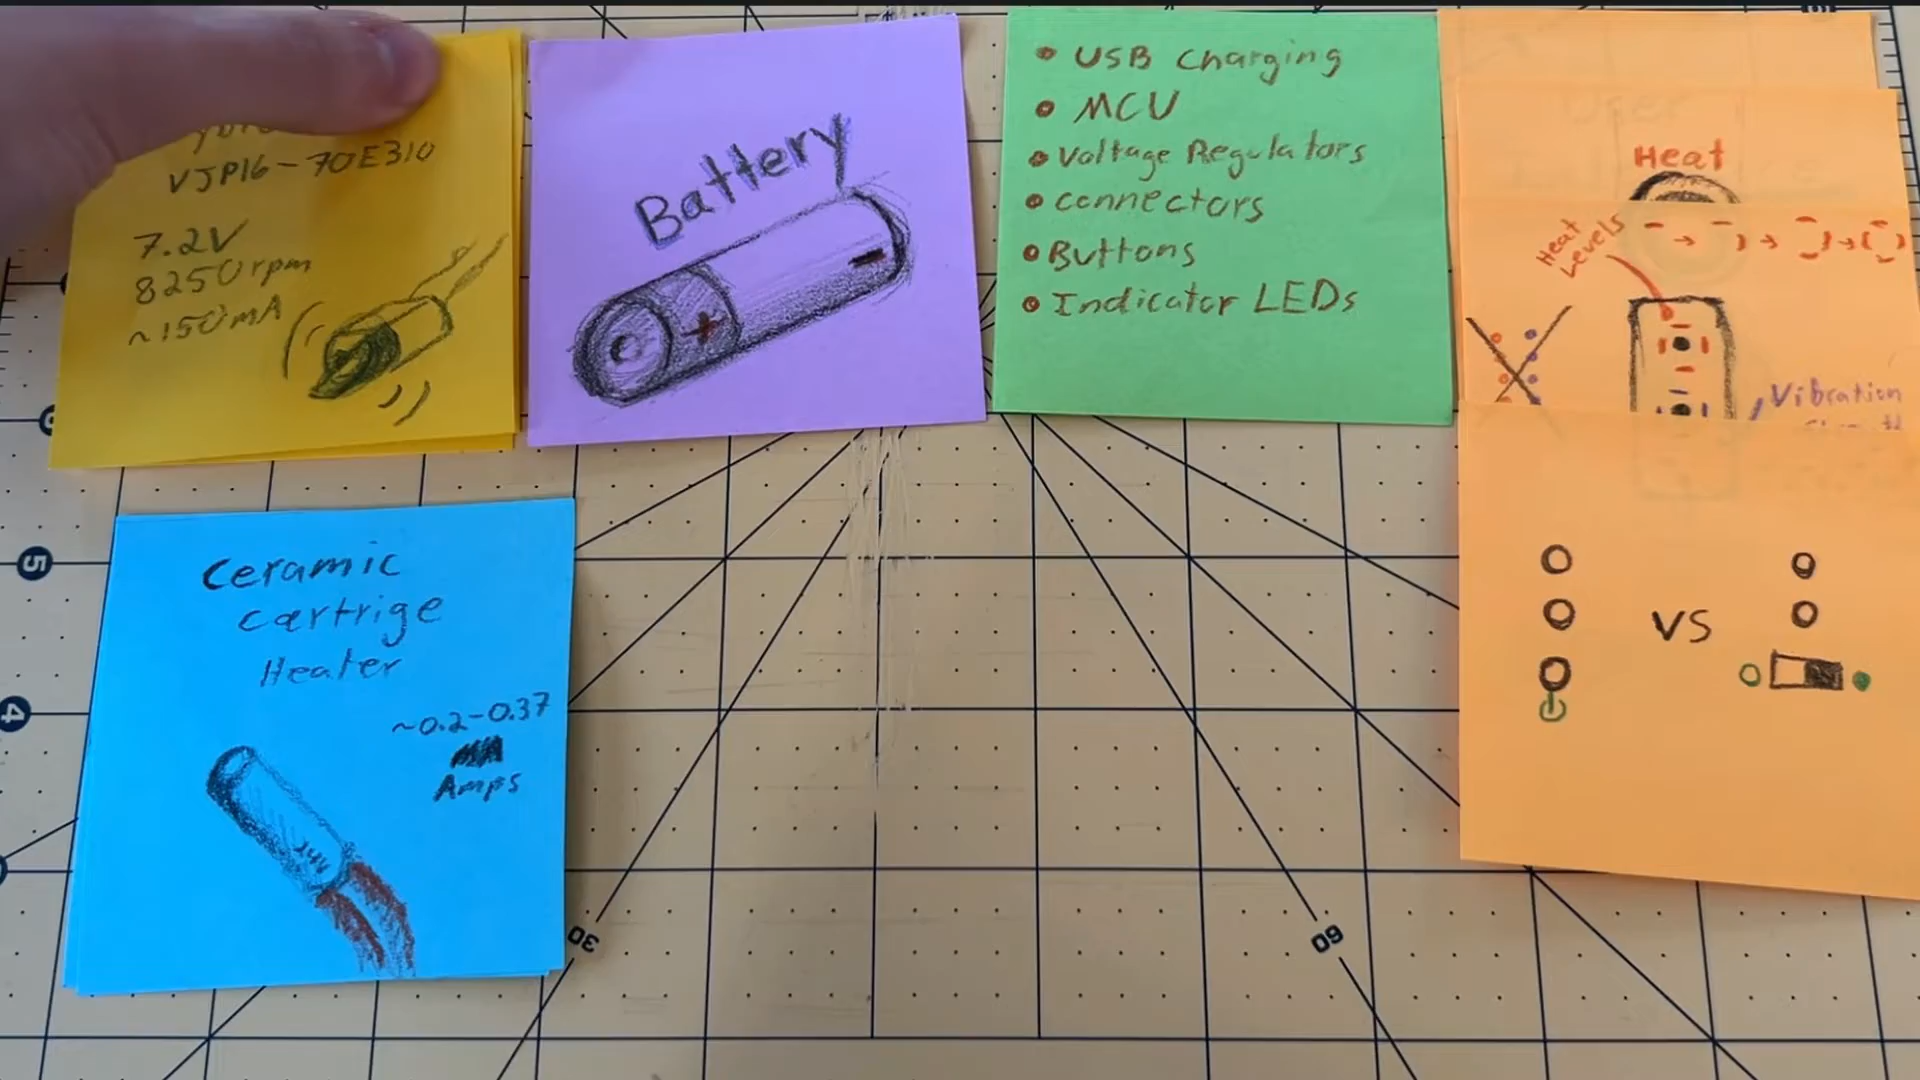 VJP16-70E310
7.2V
8250rpm
~150mA
Battery
+
-
• USB Charging
• MCU
• Voltage Regulators
• Connectors
• Buttons
• Indicator LEDs
User
Heat
Heat
Levels
Vibration
Ceramic
Cartrige
Heater
~0.2-0.37
Amps
VS
5
4
30
60